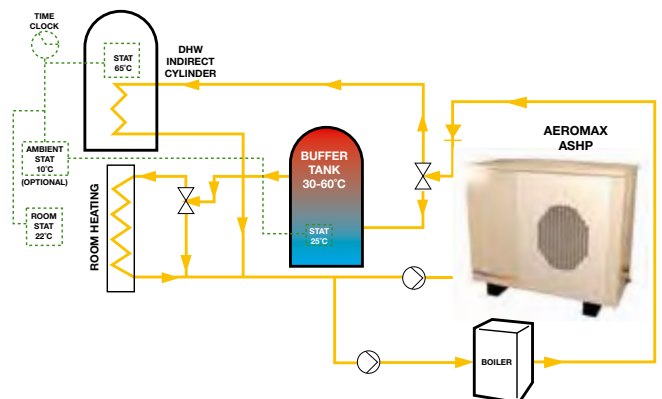 TIME
CLOCK
STAT
65˚C
DHW
INDIRECT
CYLINDER
AMBIENT
STAT
10˚C
(OPTIONAL)
ROOM
STAT
22˚C
ROOM HEATING
BUFFER
TANK
30-60˚C
STAT
25˚C
AEROMAX
ASHP
BOILER